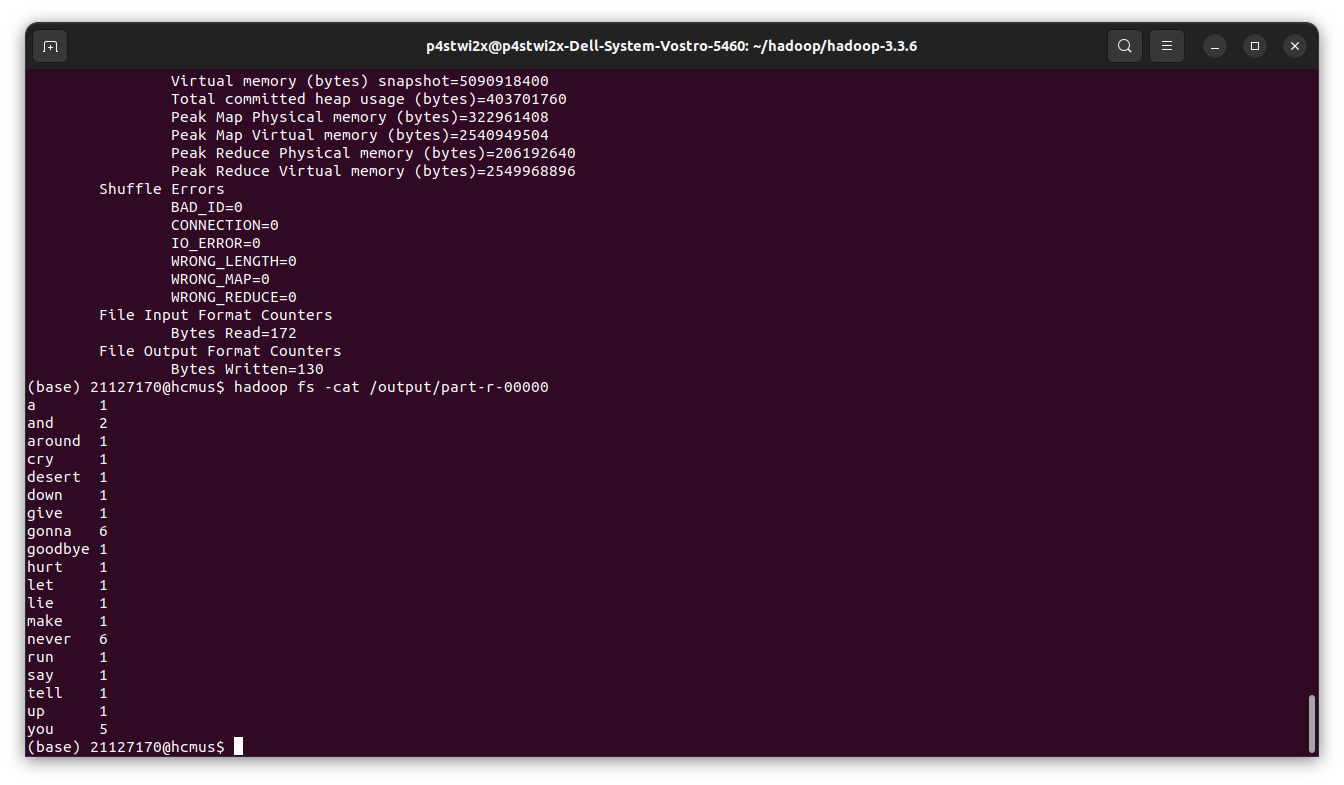 p4stwi2x@p4stwi2x-Dell-System-Vostro-5460: ~/hadoop/hadoop-3.3.6
Virtual memory (bytes) snapshot=5090918400
Total committed heap usage (bytes)=403701760
Peak Map Physical memory (bytes)=322961408
Peak Map Virtual memory (bytes)=2540949504
Peak Reduce Physical memory (bytes)=206192640
Peak Reduce Virtual memory (bytes)=2549968896
Shuffle Errors
BAD_ID=0
CONNECTION=0
IO_ERROR=0
WRONG_LENGTH=0
WRONG_MAP=0
WRONG_REDUCE=0
File Input Format Counters
Bytes Read=172
File Output Format Counters
Bytes Written=130
(base) 21127170@hcmus$ hadoop fs -cat /output/part-r-00000
a 1
and 2
around 1
cry 1
desert 1
down 1
give 1
gonna 6
goodbye 1
hurt 1
let 1
lie 1
make 1
never 6
run 1
say 1
tell 1
up 1
you 5
(base) 21127170@hcmus$